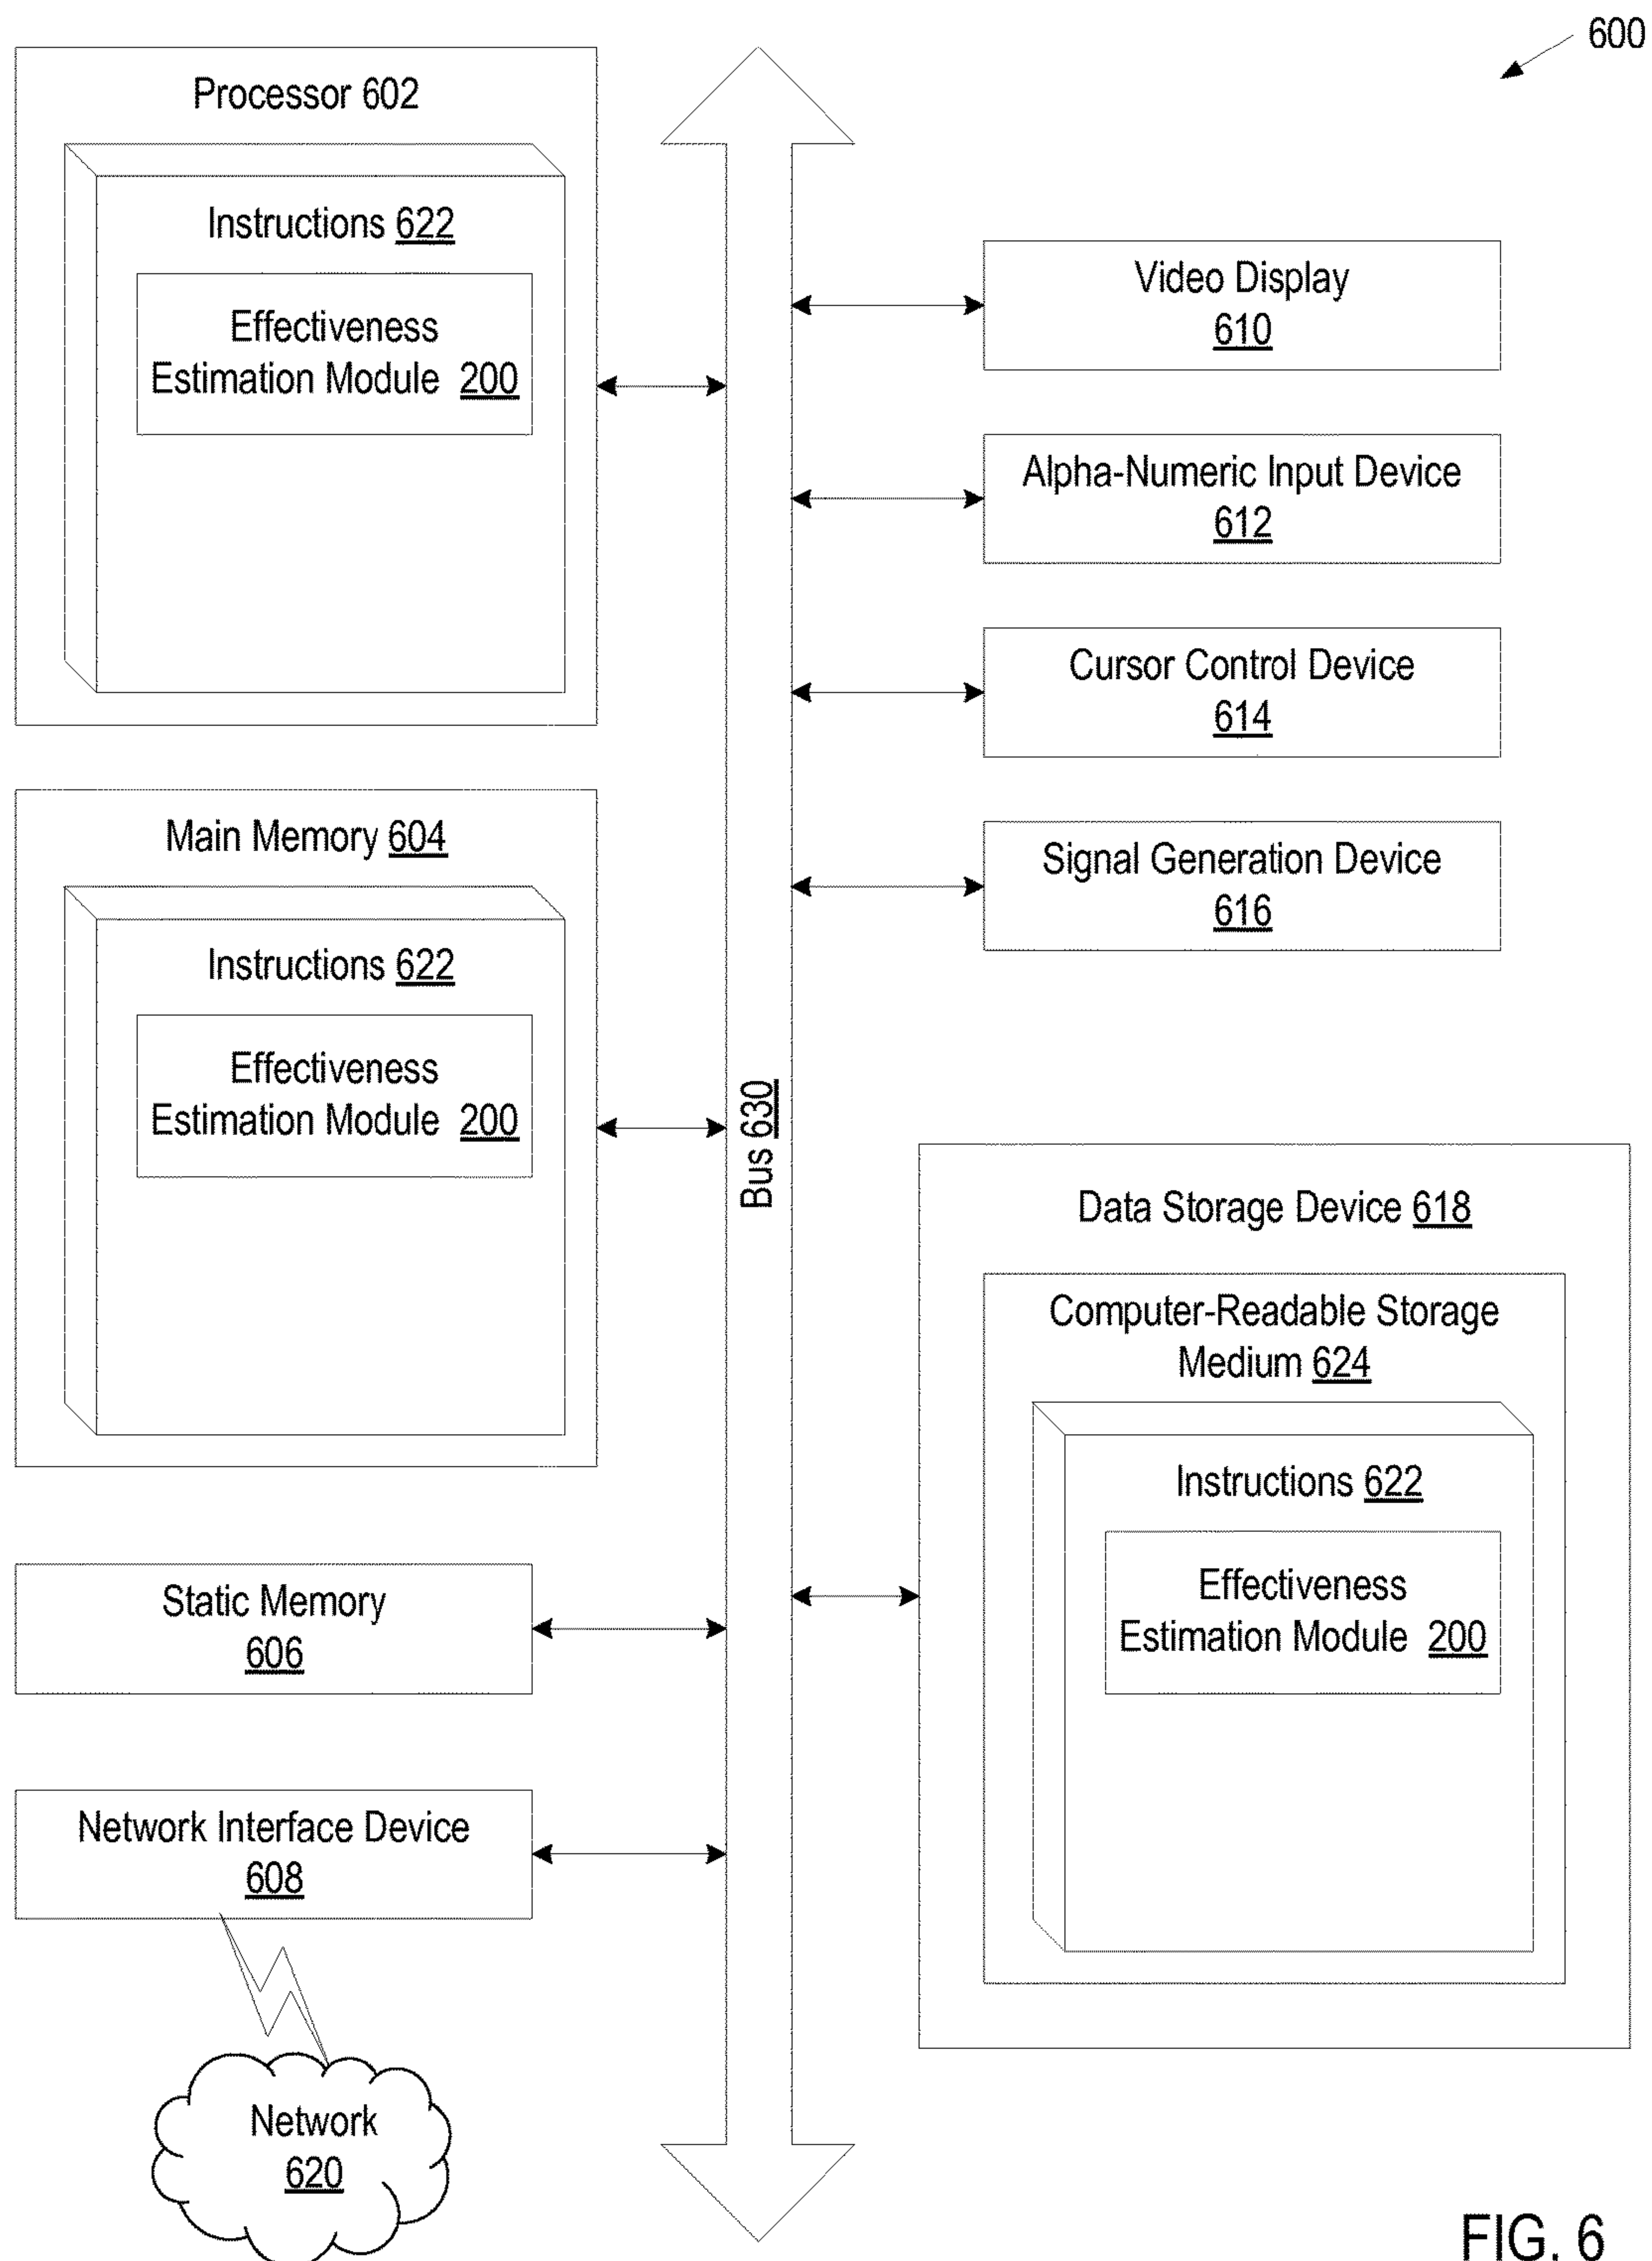 600
Processor 602
Instructions 622
Effectiveness
Estimation Module 200
Main Memory 604
Instructions 622
Effectiveness
Estimation Module 200
Static Memory
606
Network Interface Device
608
Network
620
Bus 630
Video Display
610
Alpha-Numeric Input Device
612
Cursor Control Device
614
Signal Generation Device
616
Data Storage Device 618
Computer-Readable Storage
Medium 624
Instructions 622
Effectiveness
Estimation Module 200
FIG. 6